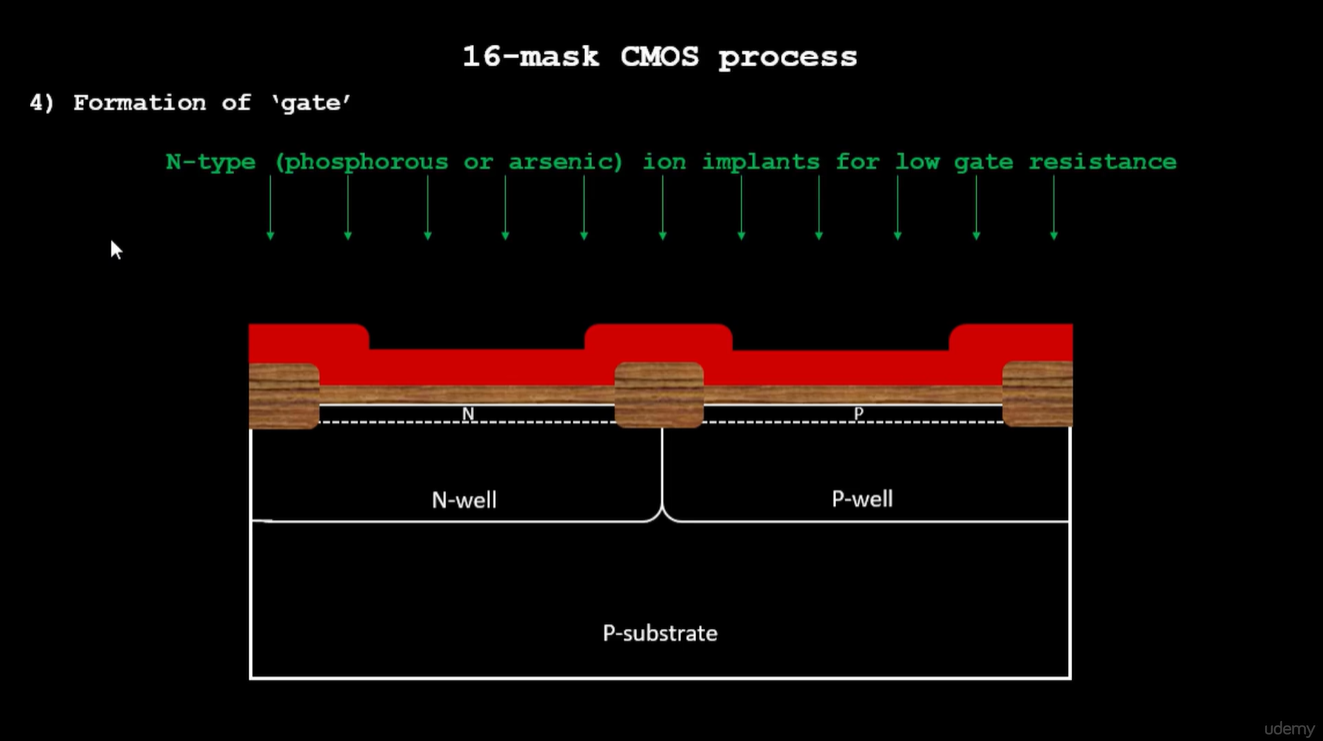 16-mask CMOS process
4) Formation of ‘gate’
N-type (phosphorous or arsenic) ion implants for low gate resistance
N
P
N-well
P-well
P-substrate
udemy